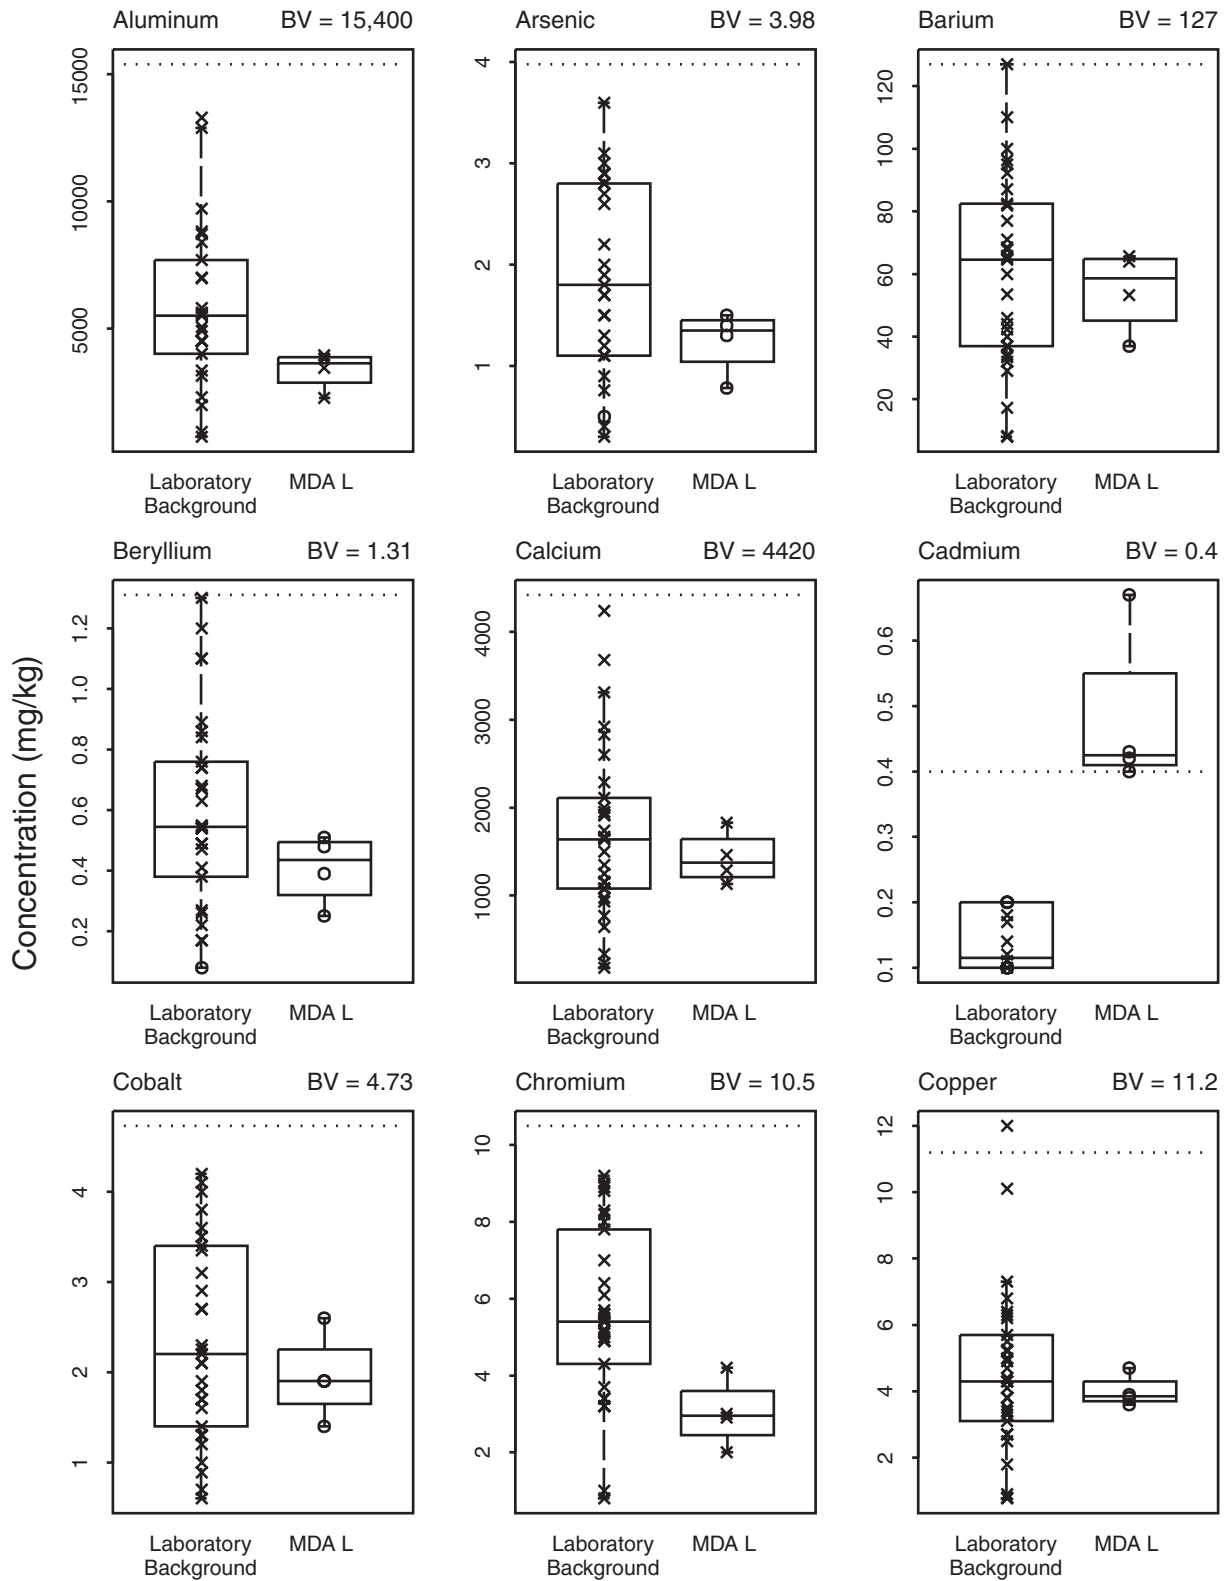 Aluminum BV = 15,400
Arsenic BV = 3.98
Barium BV = 127
15000
10000
5000
4
3
2
1
120
100
80
60
40
20
Laboratory Background MDA L
Laboratory Background MDA L
Laboratory Background MDA L
Concentration (mg/kg)
Beryllium BV = 1.31
Calcium BV = 4420
Cadmium BV = 0.4
1.2
1.0
0.8
0.6
0.4
0.2
4000
3000
2000
1000
0.6
0.5
0.4
0.3
0.2
0.1
Laboratory Background MDA L
Laboratory Background MDA L
Laboratory Background MDA L
Cobalt BV = 4.73
Chromium BV = 10.5
Copper BV = 11.2
4
3
2
1
10
8
6
4
2
12
10
8
6
4
2
Laboratory Background MDA L
Laboratory Background MDA L
Laboratory Background MDA L